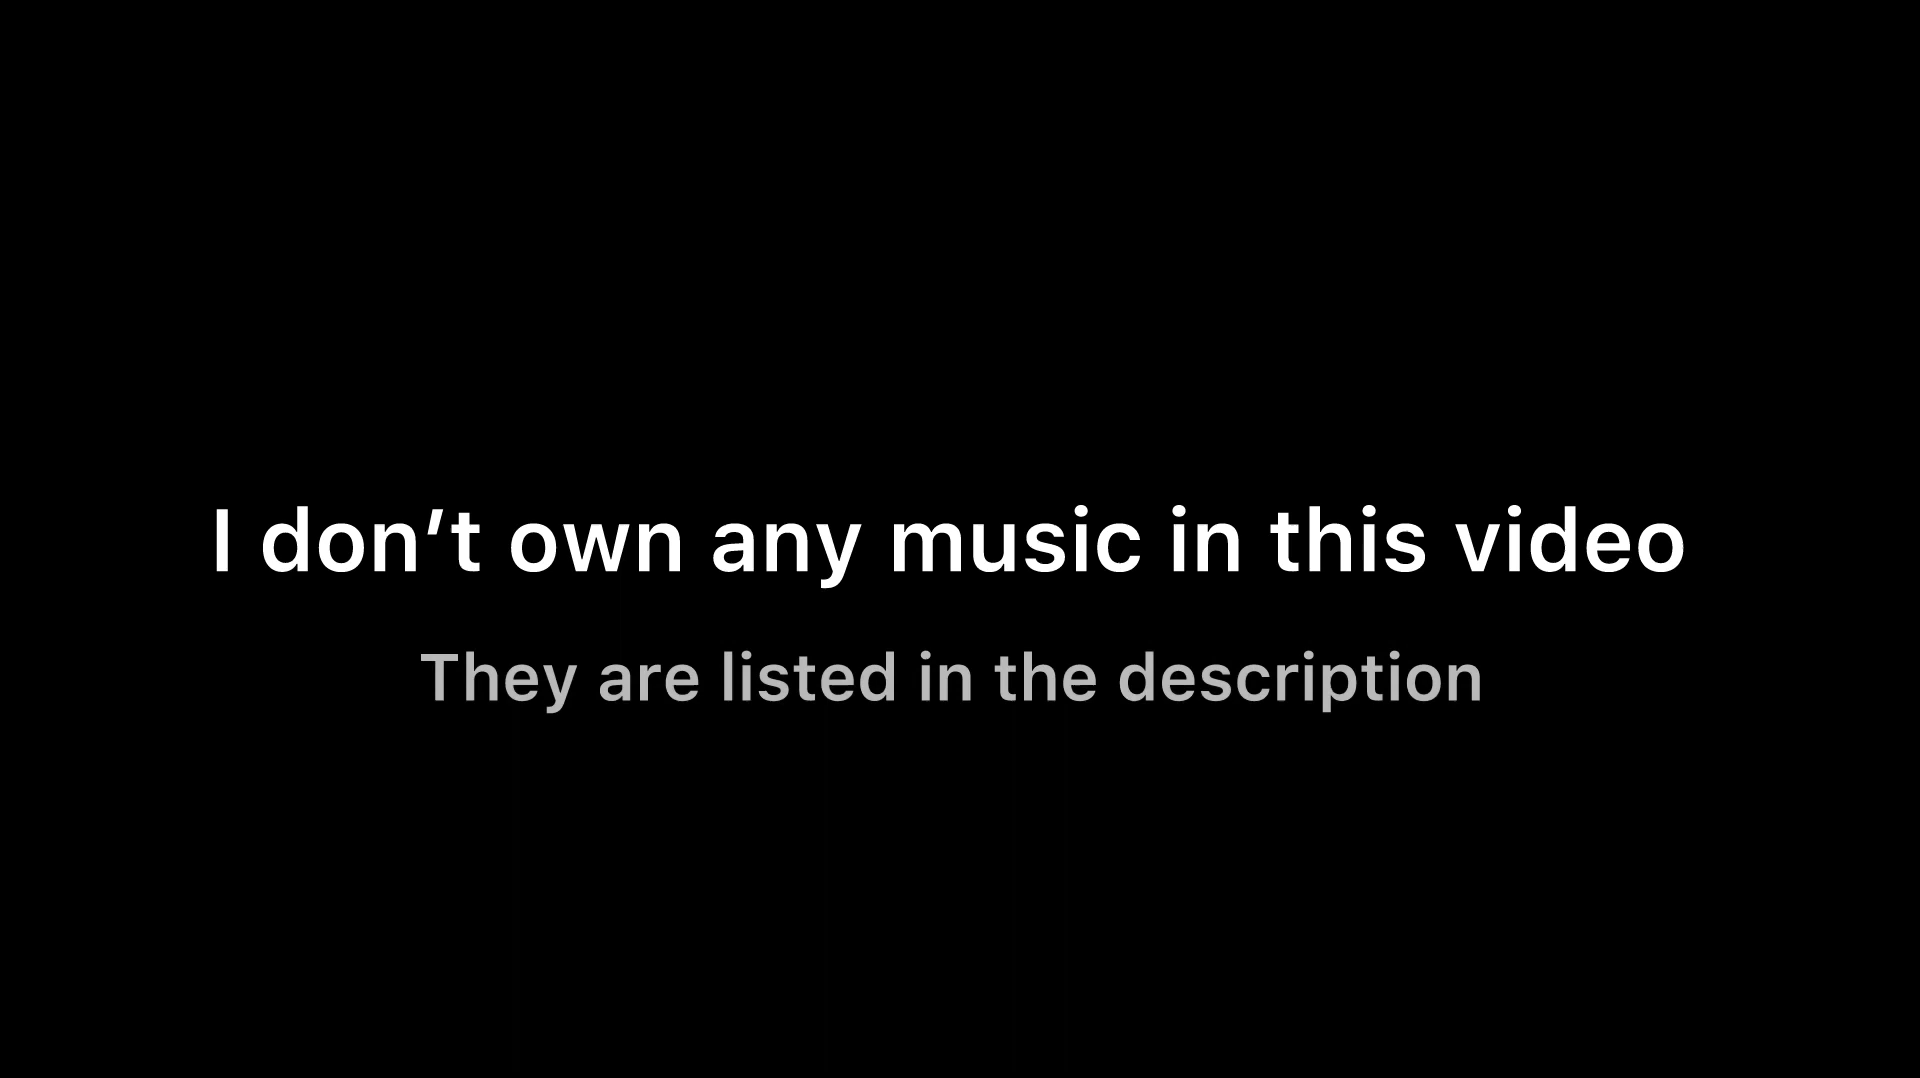 I don’t own any music in this video
They are listed in the description